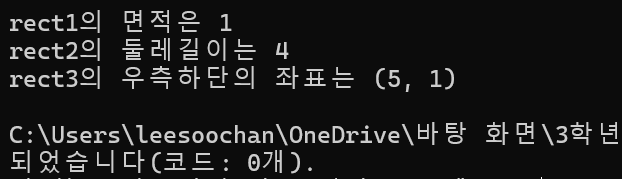 rect1의 면적은 1
rect2의 둘레길이는 4
rect3의 우측하단의 좌표는 (5, 1)
C:\Users\leesoochan\OneDrive\바탕 화면\3학년
되었습니다(코드: 0개).